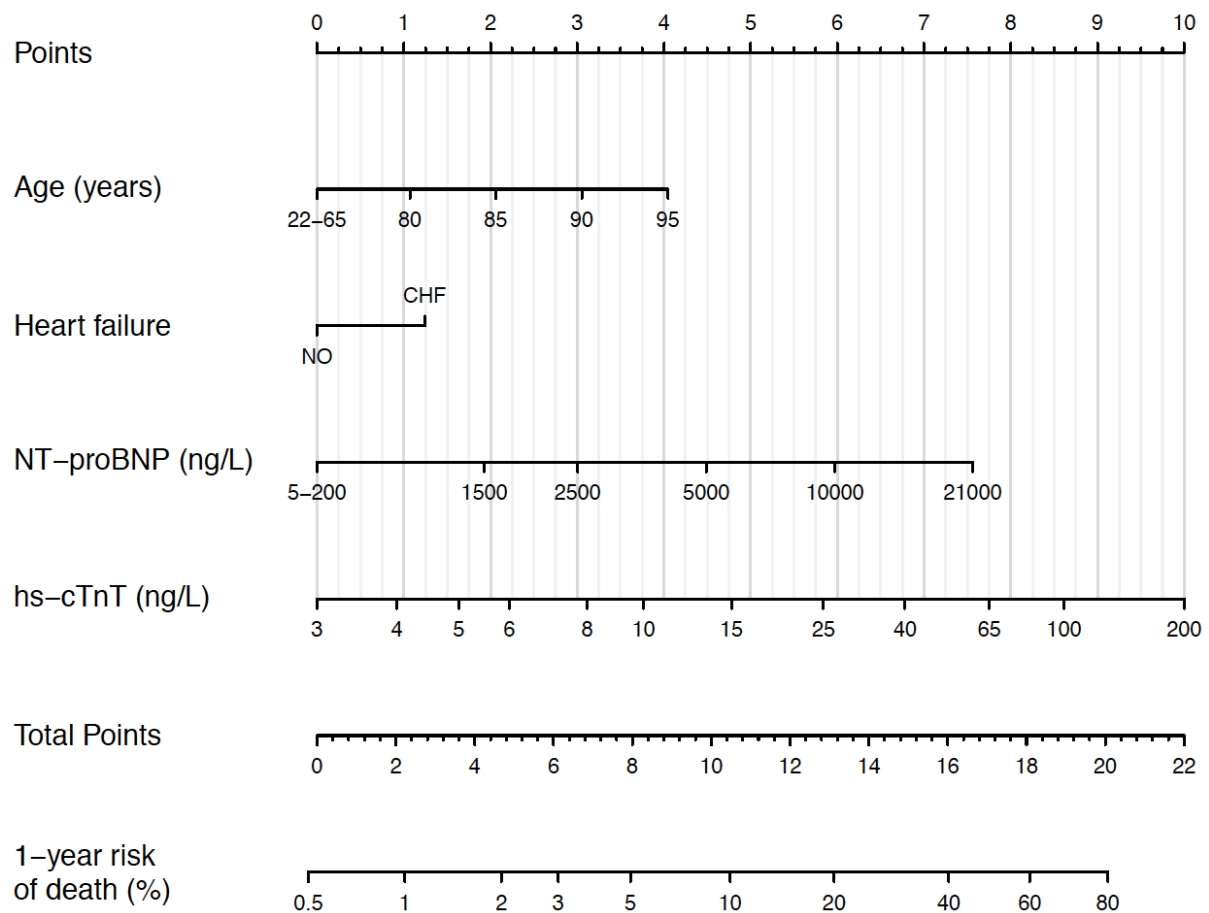 0 1 2 3 4 5 6 7 8 9 10
Points
Age (years)
22–65 80 85 90 95
CHF
Heart failure
NO
NT–proBNP (ng/L)
5–200 1500 2500 5000 10000 21000
hs–cTnT (ng/L)
3 4 5 6 8 10 15 25 40 65 100 200
Total Points
0 2 4 6 8 10 12 14 16 18 20 22
1–year risk
of death (%)
0.5 1 2 3 5 10 20 40 60 80